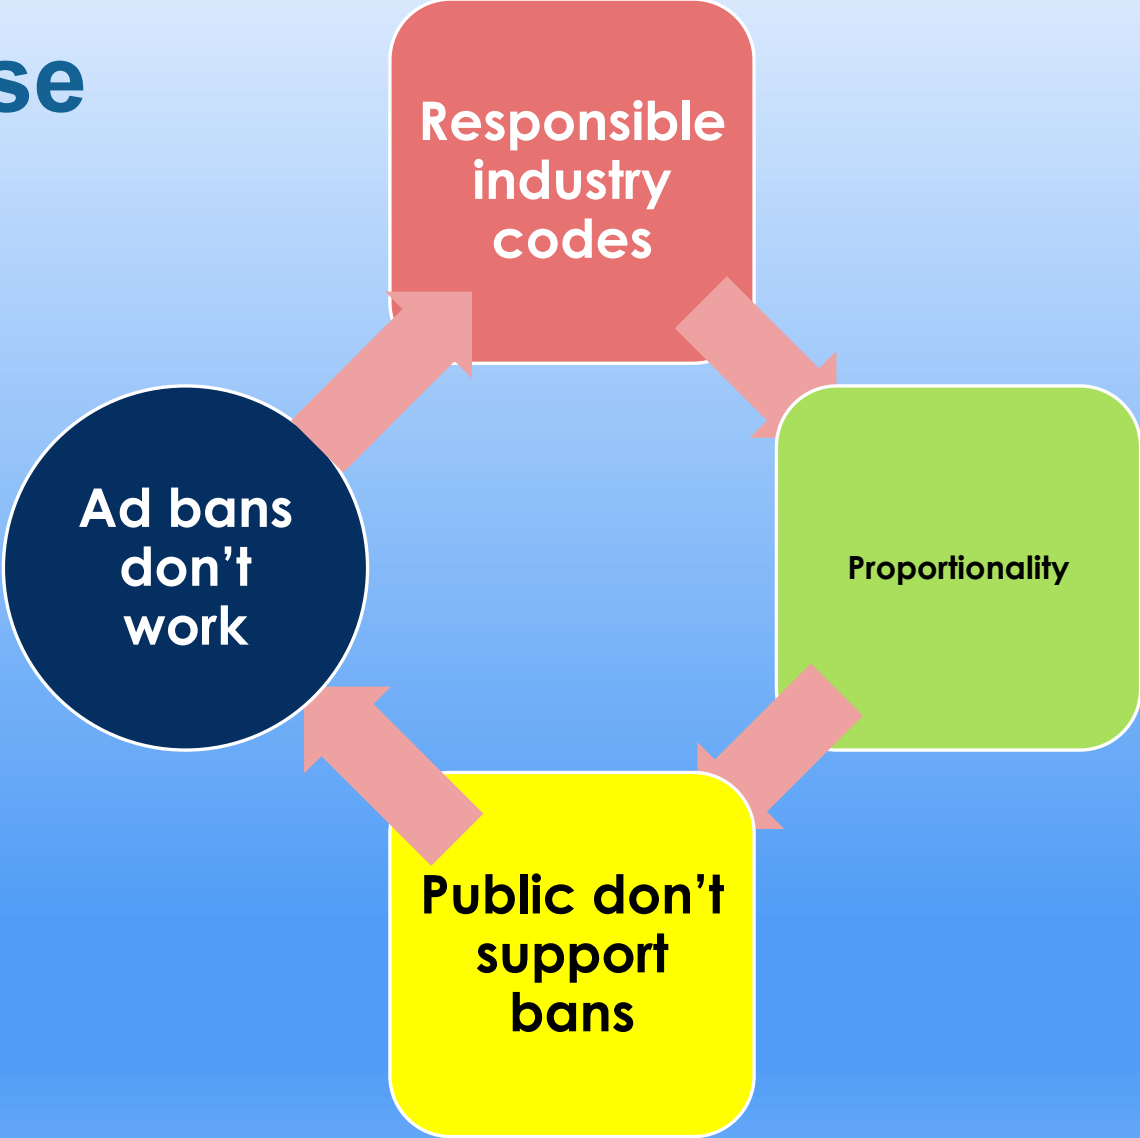 se
Responsible
industry
codes
Ad bans
don’t
work
Proportionality
Public don’t
support
bans